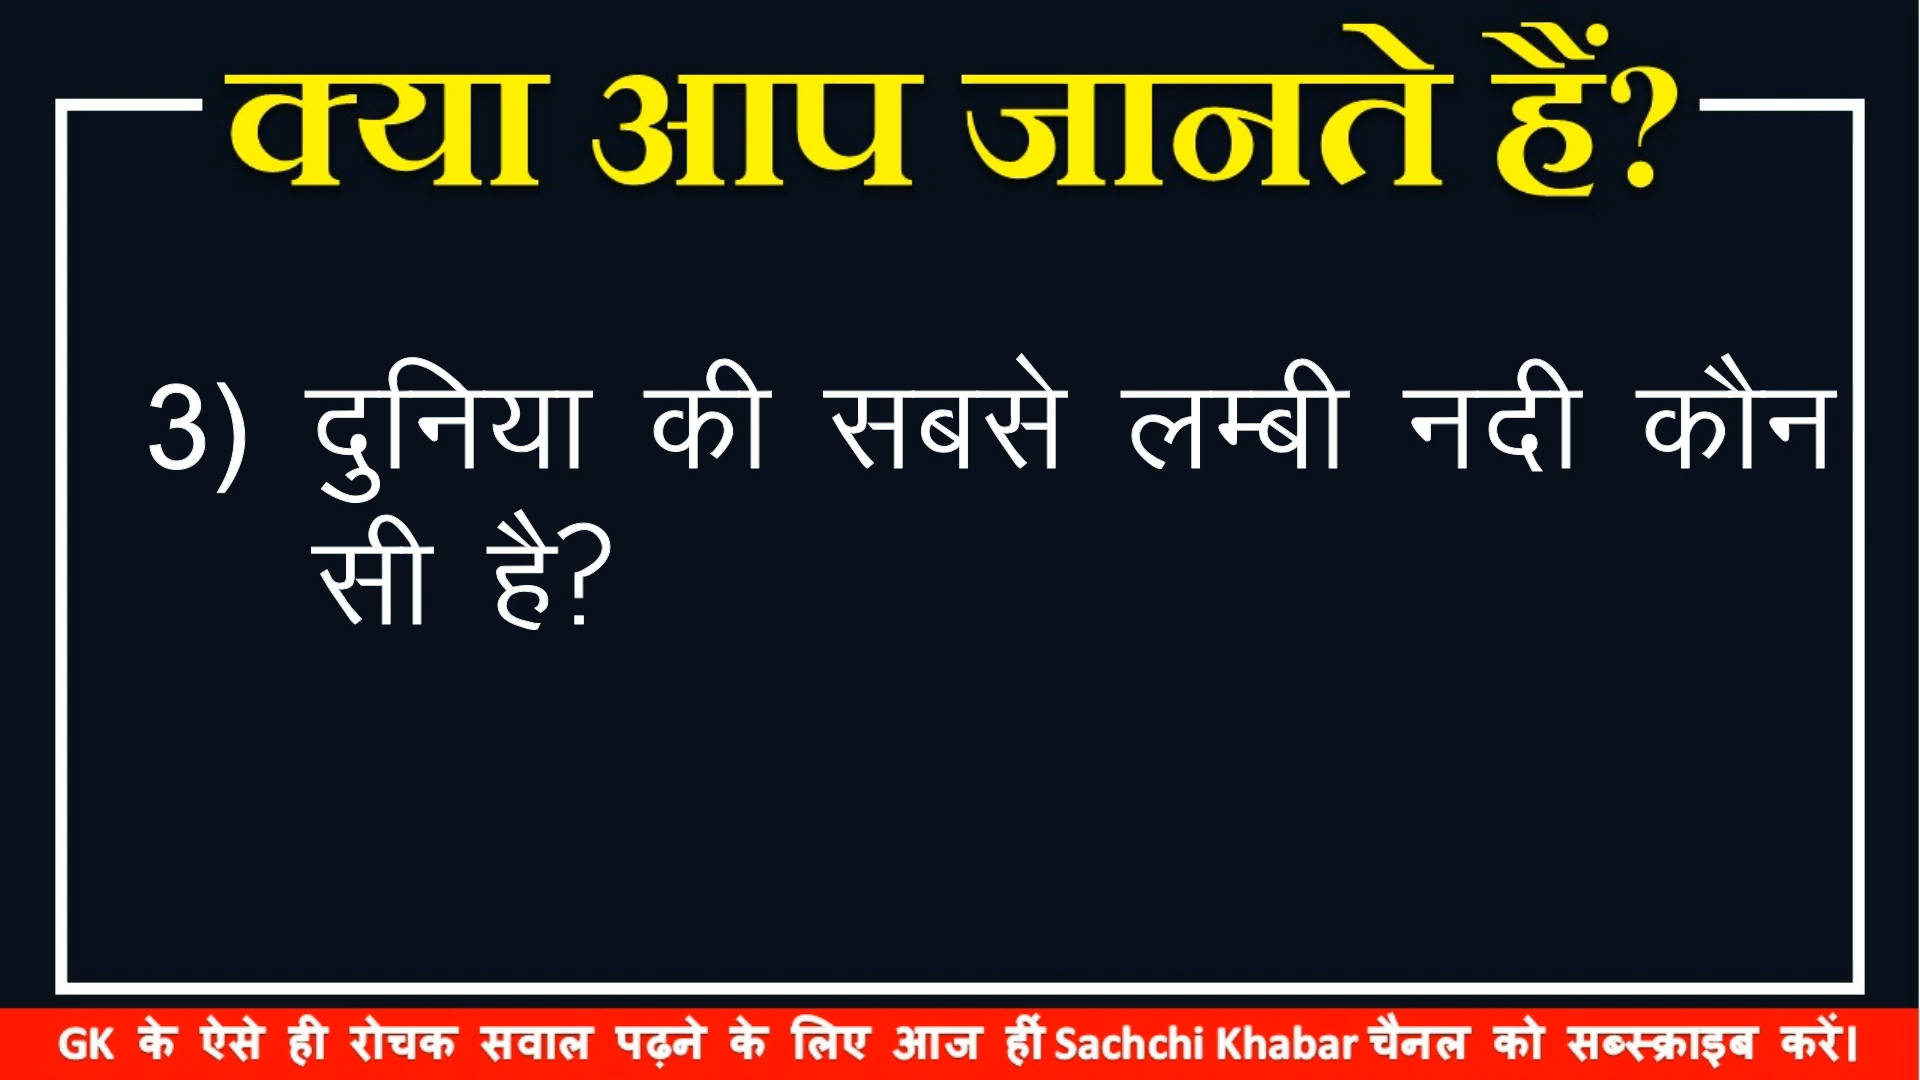 क्या आप जानते हैं?
3) दुनिया की सबसे लम्बी नदी कौन
सी है?
GK के ऐसे ही रोचक सवाल पढ़ने के लिए आज हीं Sachchi Khabar चैनल को सब्स्क्राइब करें।